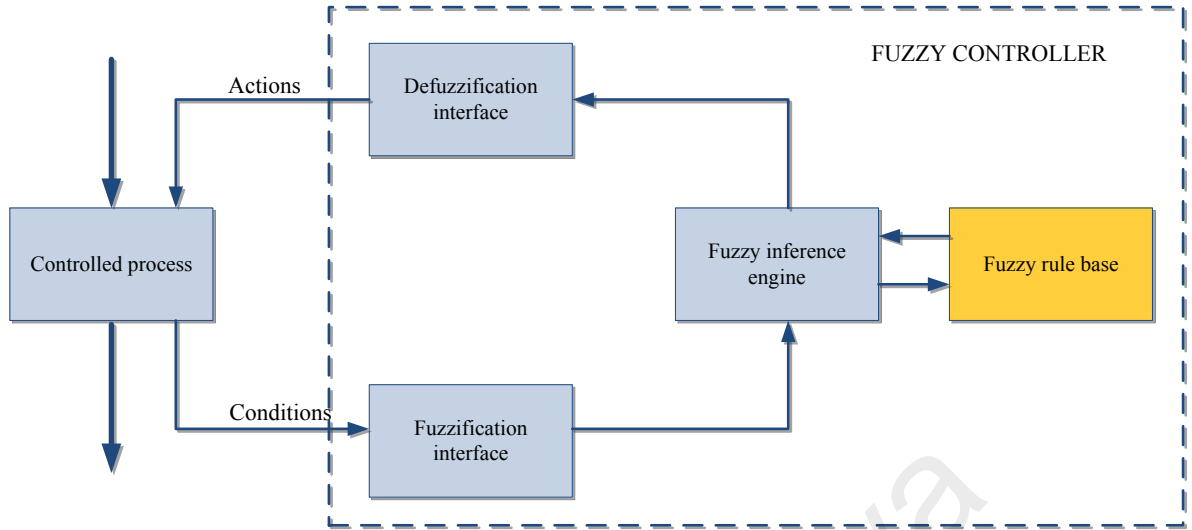 FUZZY CONTROLLER
Actions
Defuzzification
interface
Controlled process
Fuzzy inference
engine
Fuzzy rule base
Conditions
Fuzzification
interface